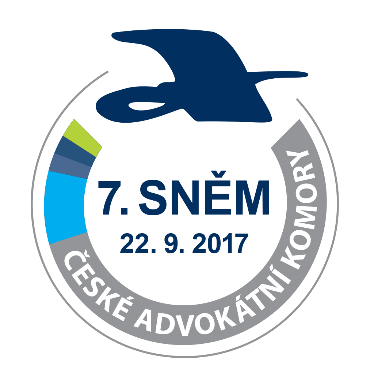 7. SNĚM
22. 9. 2017
ČESKÉ ADVOKÁTNÍ KOMORY